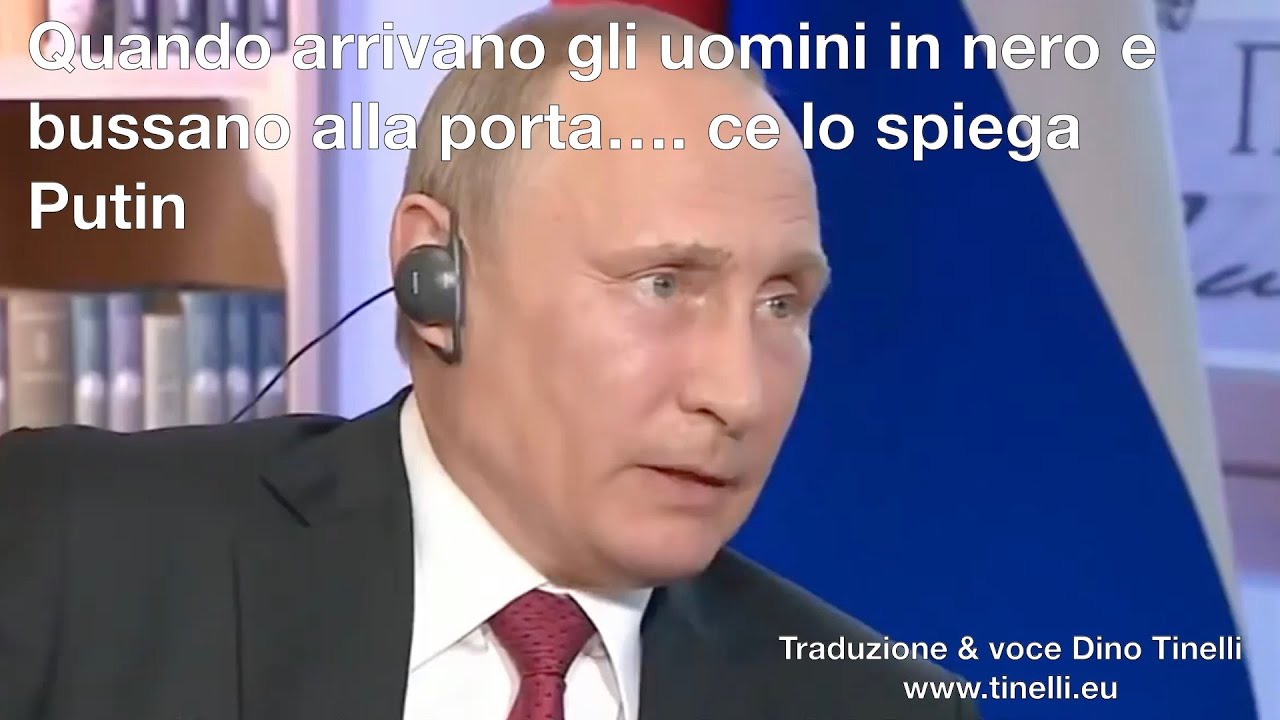 Quando arrivano gli uomini in nero e
bussano alla porta.... ce lo spiega
Putin
Traduzione & voce Dino Tinelli
www.tinelli.eu